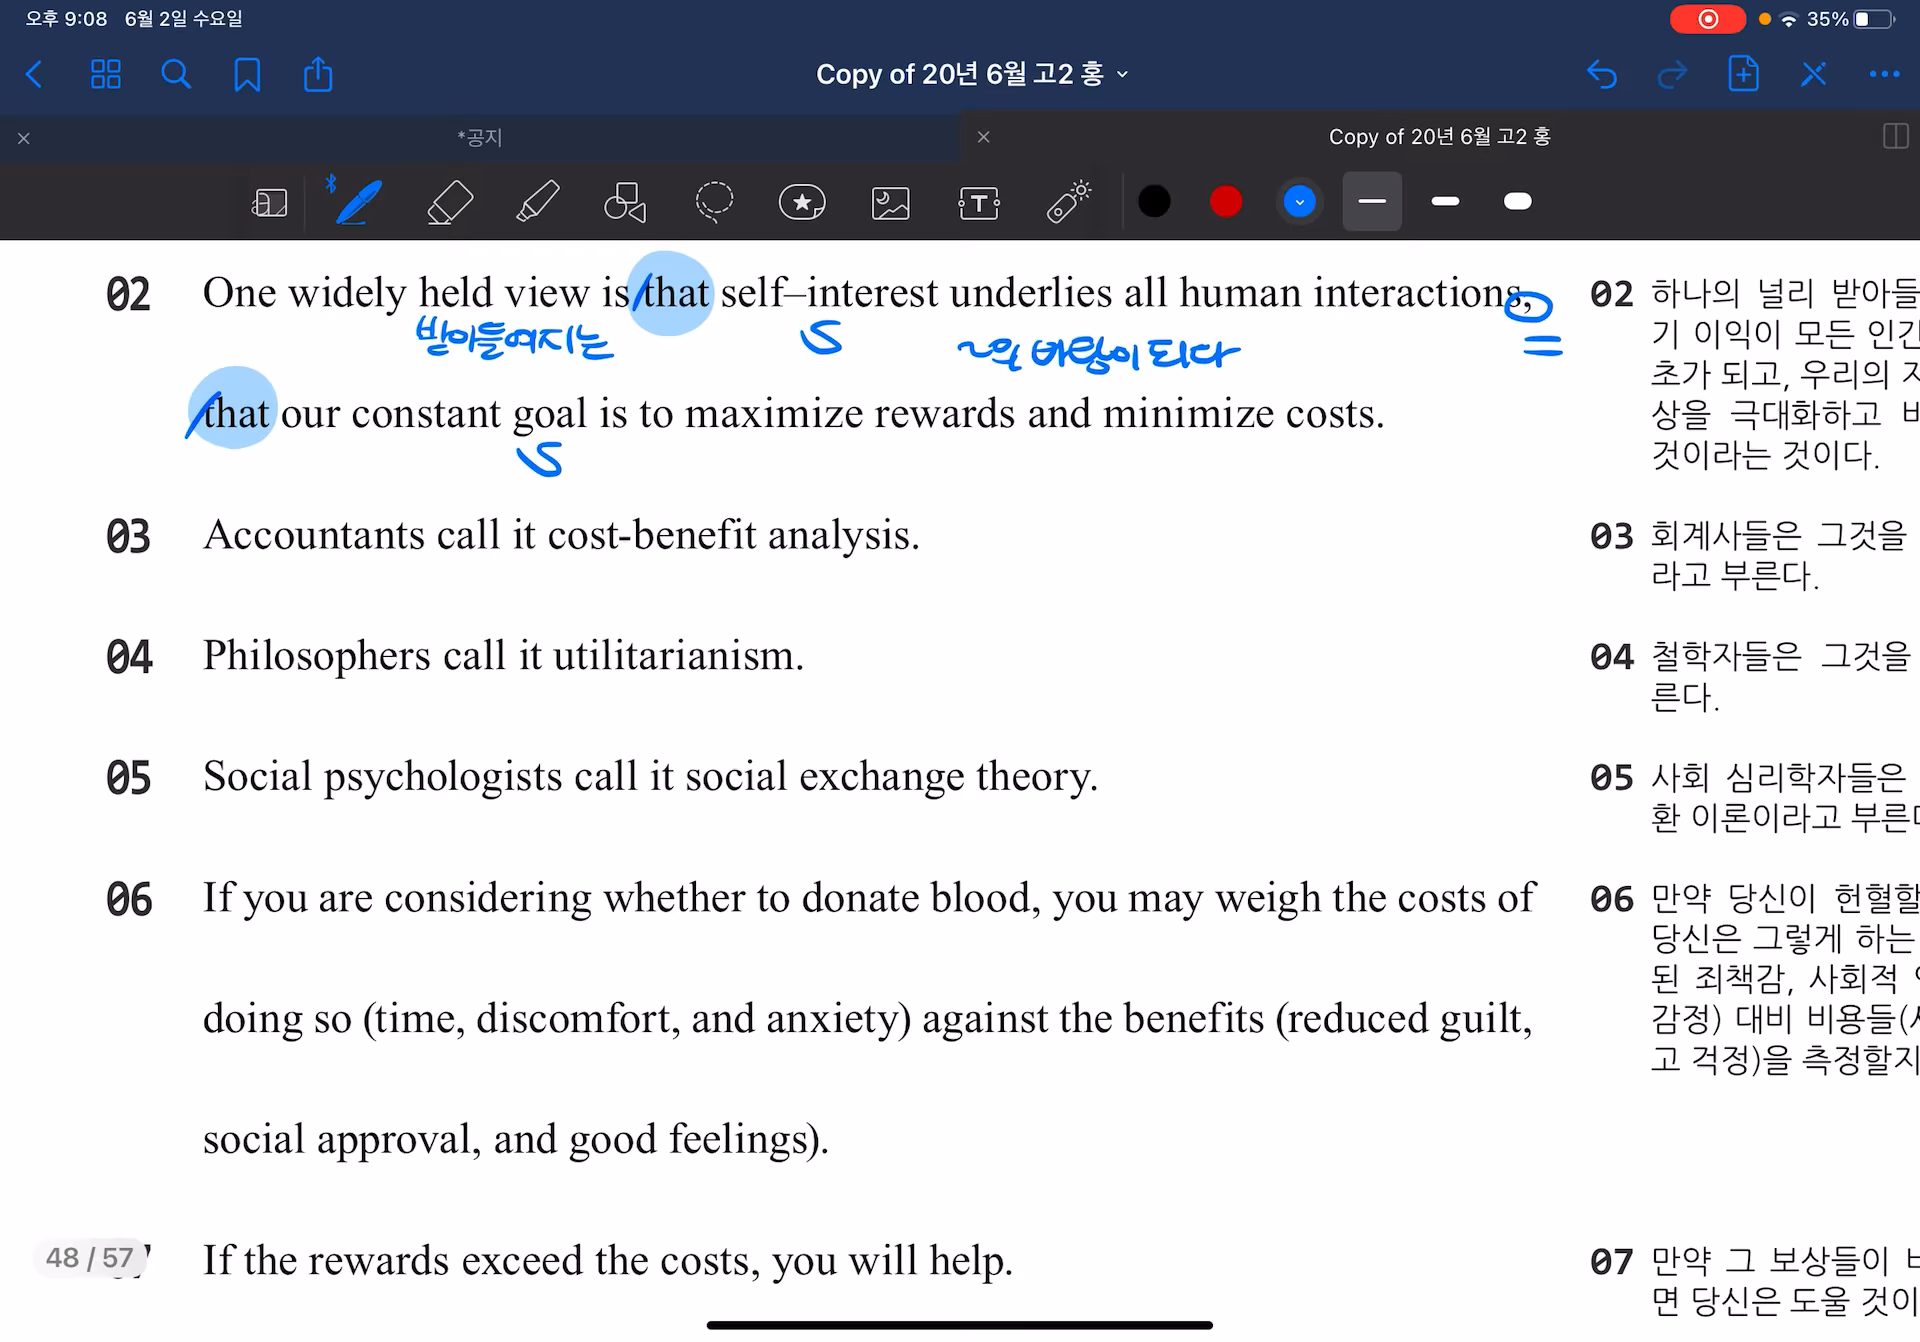 오후 9:08 6월 2일 수요일
35%
Copy of 20년 6월 고2 홍
*공지
Copy of 20년 6월 고2 홍
T
02 One widely held view is that self–interest underlies all human interactions,
받아들여지는 S ~의 바탕이 되다
that our constant goal is to maximize rewards and minimize costs.
S
03 Accountants call it cost-benefit analysis.
04 Philosophers call it utilitarianism.
05 Social psychologists call it social exchange theory.
06 If you are considering whether to donate blood, you may weigh the costs of
doing so (time, discomfort, and anxiety) against the benefits (reduced guilt,
social approval, and good feelings).
48 / 57
If the rewards exceed the costs, you will help.
02 하나의 널리 받아들
기 이익이 모든 인간
초가 되고, 우리의
상을 극대화하고
것이라는 것이다.
03 회계사들은 그것을
라고 부른다.
04 철학자들은 그것을
른다.
05 사회 심리학자들은
환 이론이라고 부른
06 만약 당신이 헌혈할
당신은 그렇게 하는
된 죄책감, 사회적
감정) 대비 비용들(
고 걱정)을 측정할지
07 만약 그 보상들이
면 당신은 도울 것이